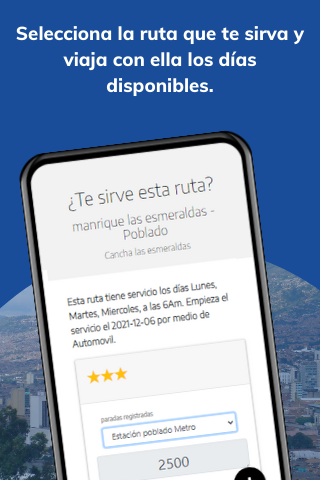 Selecciona la ruta que te sirva y
viaja con ella los días
disponibles.
¿Te sirve esta ruta?
manrique las esmeraldas -
Poblado
Cancha las esmeraldas
Esta ruta tiene servicio los días Lunes,
Martes, Miercoles, a las 6Am. Empieza el
servicio el 2021-12-06 por medio de
Automovil.
paradas registradas
Estación poblado Metro
2500